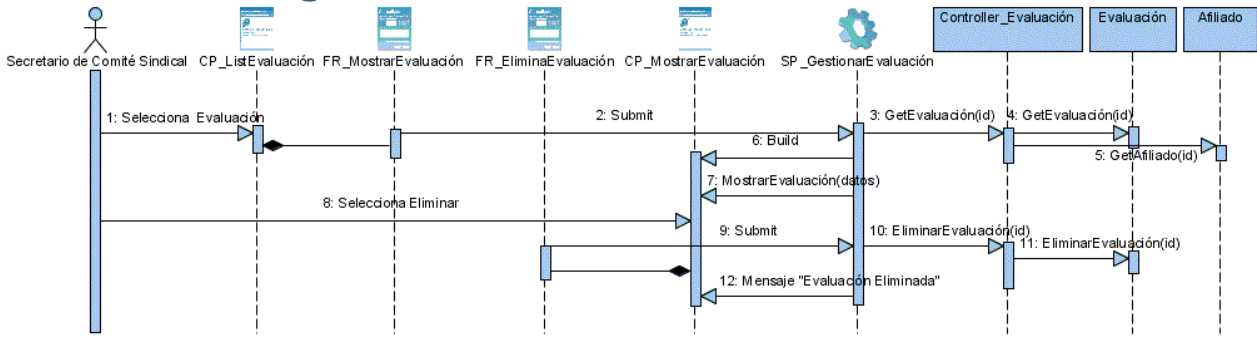 Controller_Evaluación
Evaluación
Afiliado
Secretario de Comité Sindical
CP_ListEvaluación
FR_MostrarEvaluación
FR_EliminaEvaluación
CP_MostrarEvaluación
SP_GestionarEvaluación
1: Selecciona Evaluación
2: Submit
3: GetEvaluación(id)
4: GetEvaluación(id)
5: GetAfiliado(id)
6: Build
7: MostrarEvaluación(datos)
8: Selecciona Eliminar
9: Submit
10: EliminarEvaluación(id)
11: EliminarEvaluación(id)
12: Mensaje "Evaluación Eliminada"